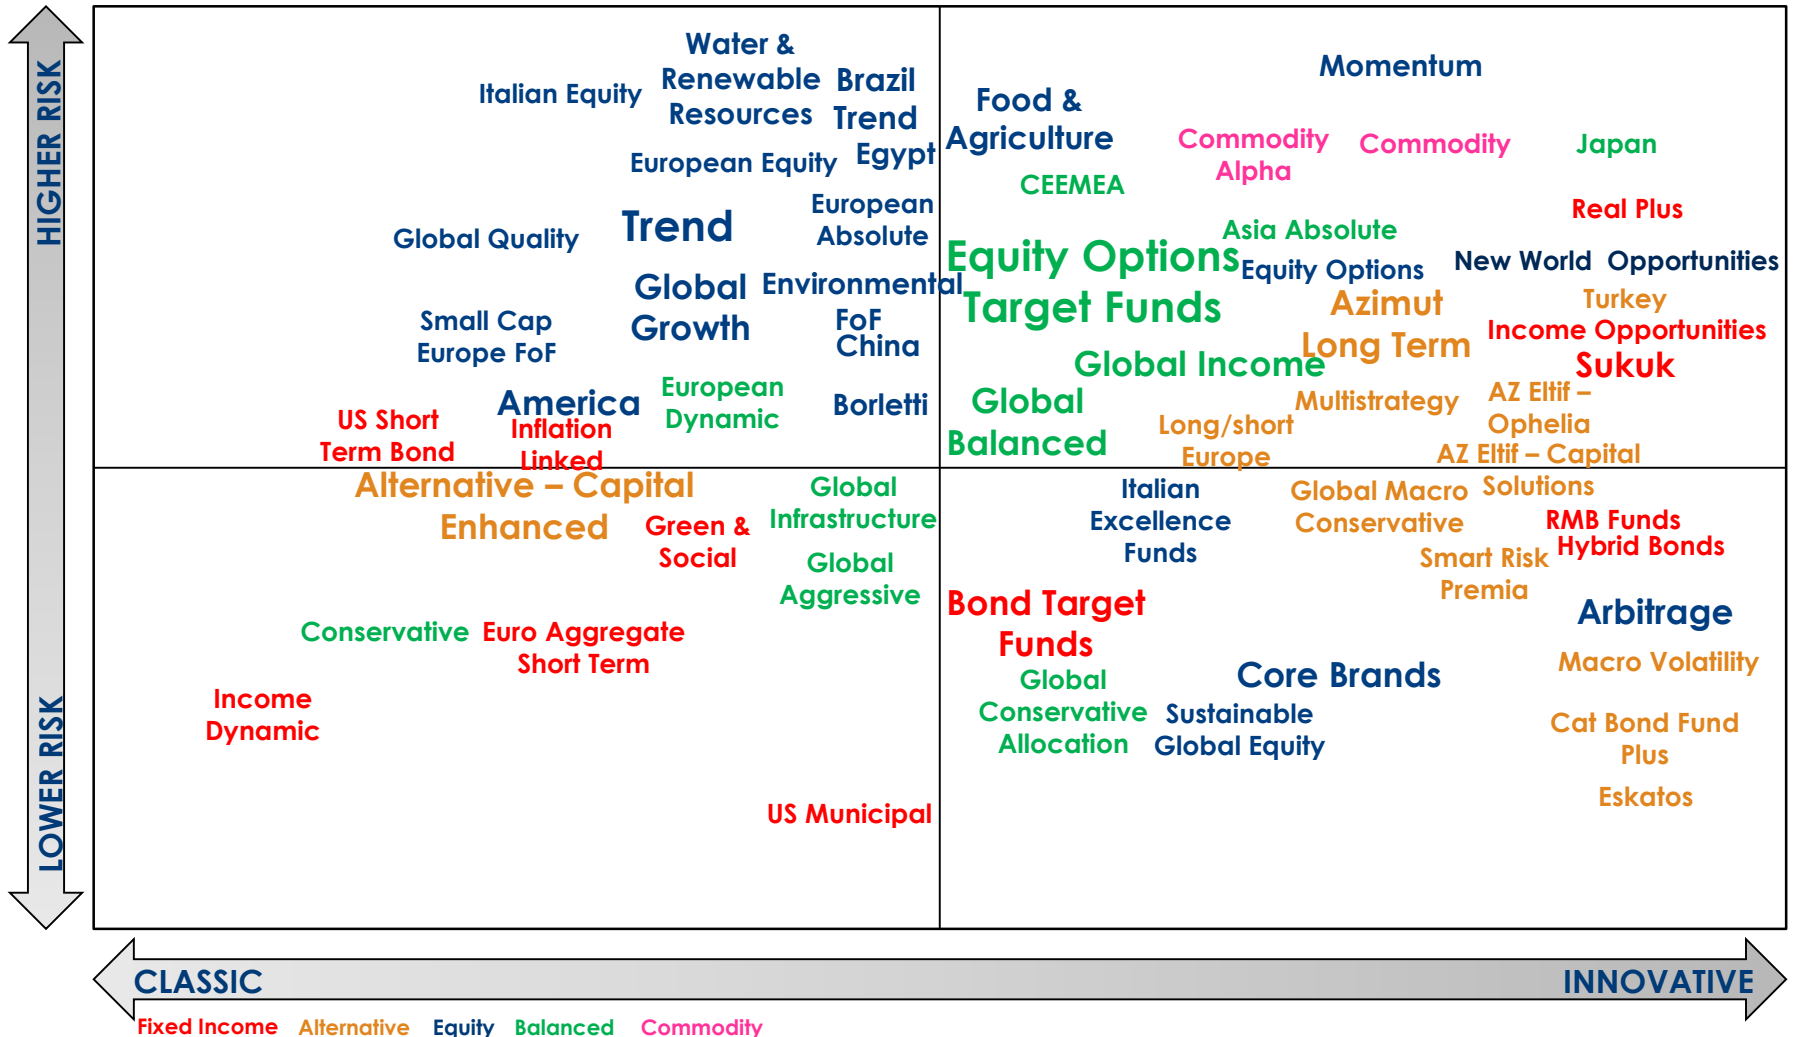 HIGHER RISK
LOWER RISK
Water &
Renewable
Resources
Italian Equity
Brazil
Trend
Egypt
European Equity
European
Absolute
Trend
Global Quality
Global
Growth
Environmental
FoF
China
Small Cap
Europe FoF
America
European
Dynamic
Borletti
US Short
Term Bond
Inflation
Linked
Momentum
Food &
Agriculture
Commodity
Alpha
Commodity
Japan
CEEMEA
Real Plus
Asia Absolute
Equity Options
Equity Options
New World  Opportunities
Target Funds
Azimut
Long Term
Turkey
Income Opportunities
Sukuk
Global Income
Global
Balanced
Multistrategy
AZ Eltif –
Ophelia
Long/short
Europe
AZ Eltif – Capital
Solutions
Alternative – Capital
Enhanced
Global
Infrastructure
Green &
Social
Global
Aggressive
Conservative
Euro Aggregate
Short Term
Income
Dynamic
US Municipal
Italian
Excellence
Funds
Global Macro
Conservative
RMB Funds
Hybrid Bonds
Smart Risk
Premia
Bond Target
Funds
Arbitrage
Macro Volatility
Global
Conservative
Allocation
Core Brands
Sustainable
Global Equity
Cat Bond Fund
Plus
Eskatos
CLASSIC
INNOVATIVE
Fixed Income
Alternative
Equity
Balanced
Commodity